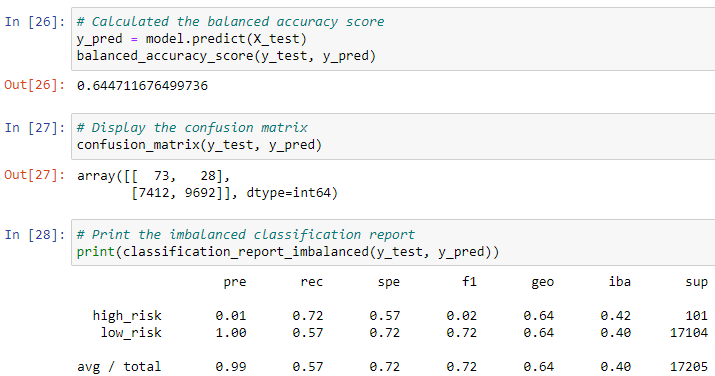 In [26]: # Calculated the balanced accuracy score
y_pred = model.predict(X_test)
balanced_accuracy_score(y_test, y_pred)
Out[26]: 0.644711676499736
In [27]: # Display the confusion matrix
confusion_matrix(y_test, y_pred)
Out[27]: array([[  73,   28],
       [7412, 9692]], dtype=int64)
In [28]: # Print the imbalanced classification report
print(classification_report_imbalanced(y_test, y_pred))
pre rec spe f1 geo iba sup
high_risk 0.01 0.72 0.57 0.02 0.64 0.42 101
low_risk 1.00 0.57 0.72 0.72 0.64 0.40 17104
avg / total 0.99 0.57 0.72 0.72 0.64 0.40 17205